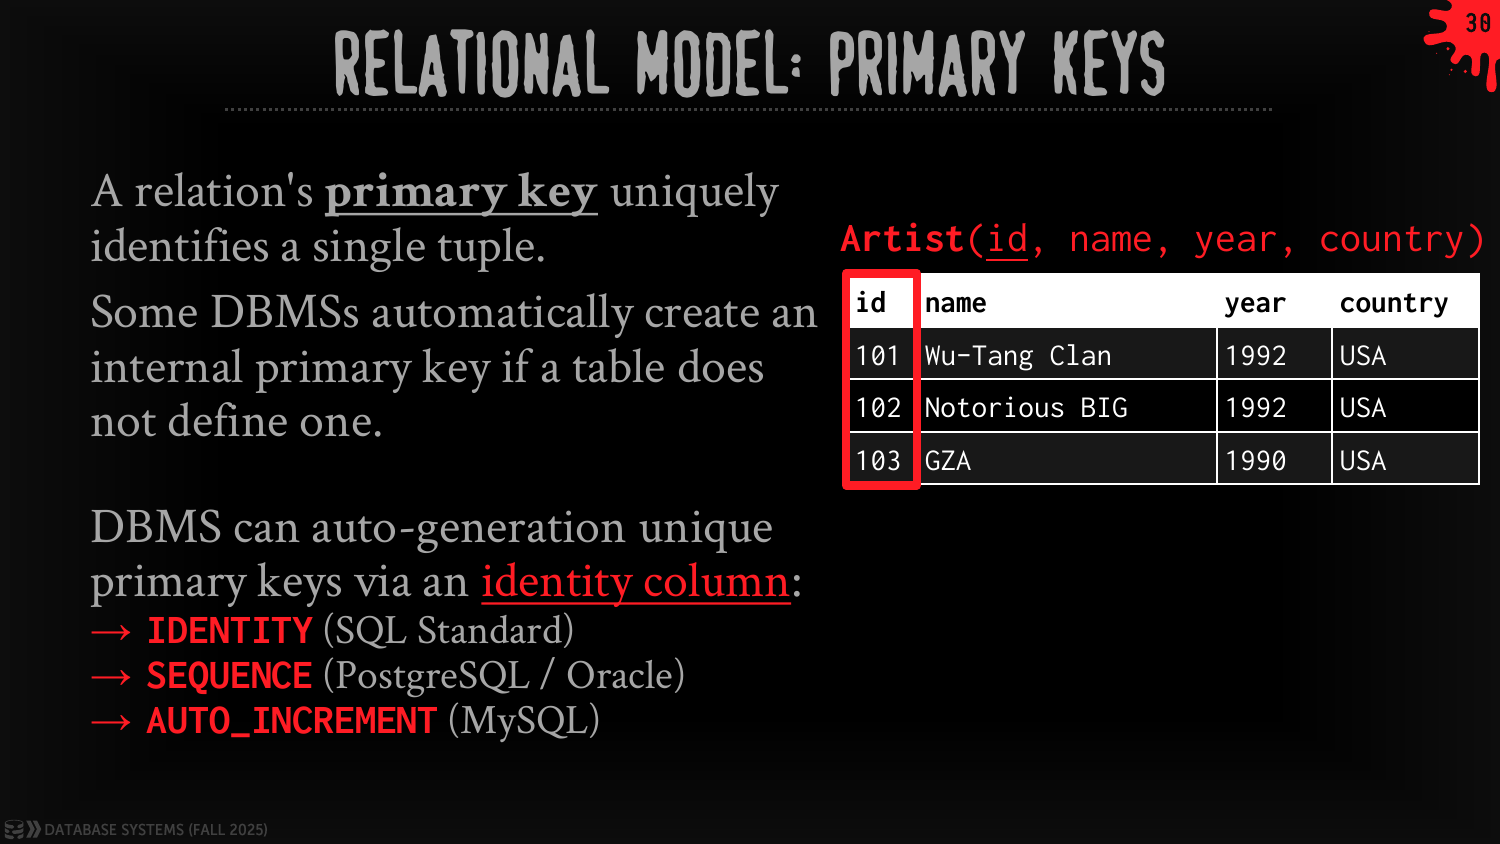 30
RELATIONAL MODEL: PRIMARY KEYS
A relation's primary key uniquely
identifies a single tuple.
Some DBMSs automatically create an
internal primary key if a table does
not define one.
DBMS can auto-generation unique
primary keys via an identity column:
→ IDENTITY (SQL Standard)
→ SEQUENCE (PostgreSQL / Oracle)
→ AUTO_INCREMENT (MySQL)
Artist(id, name, year, country)
id name year country
101 Wu-Tang Clan 1992 USA
102 Notorious BIG 1992 USA
103 GZA 1990 USA
DATABASE SYSTEMS (FALL 2025)